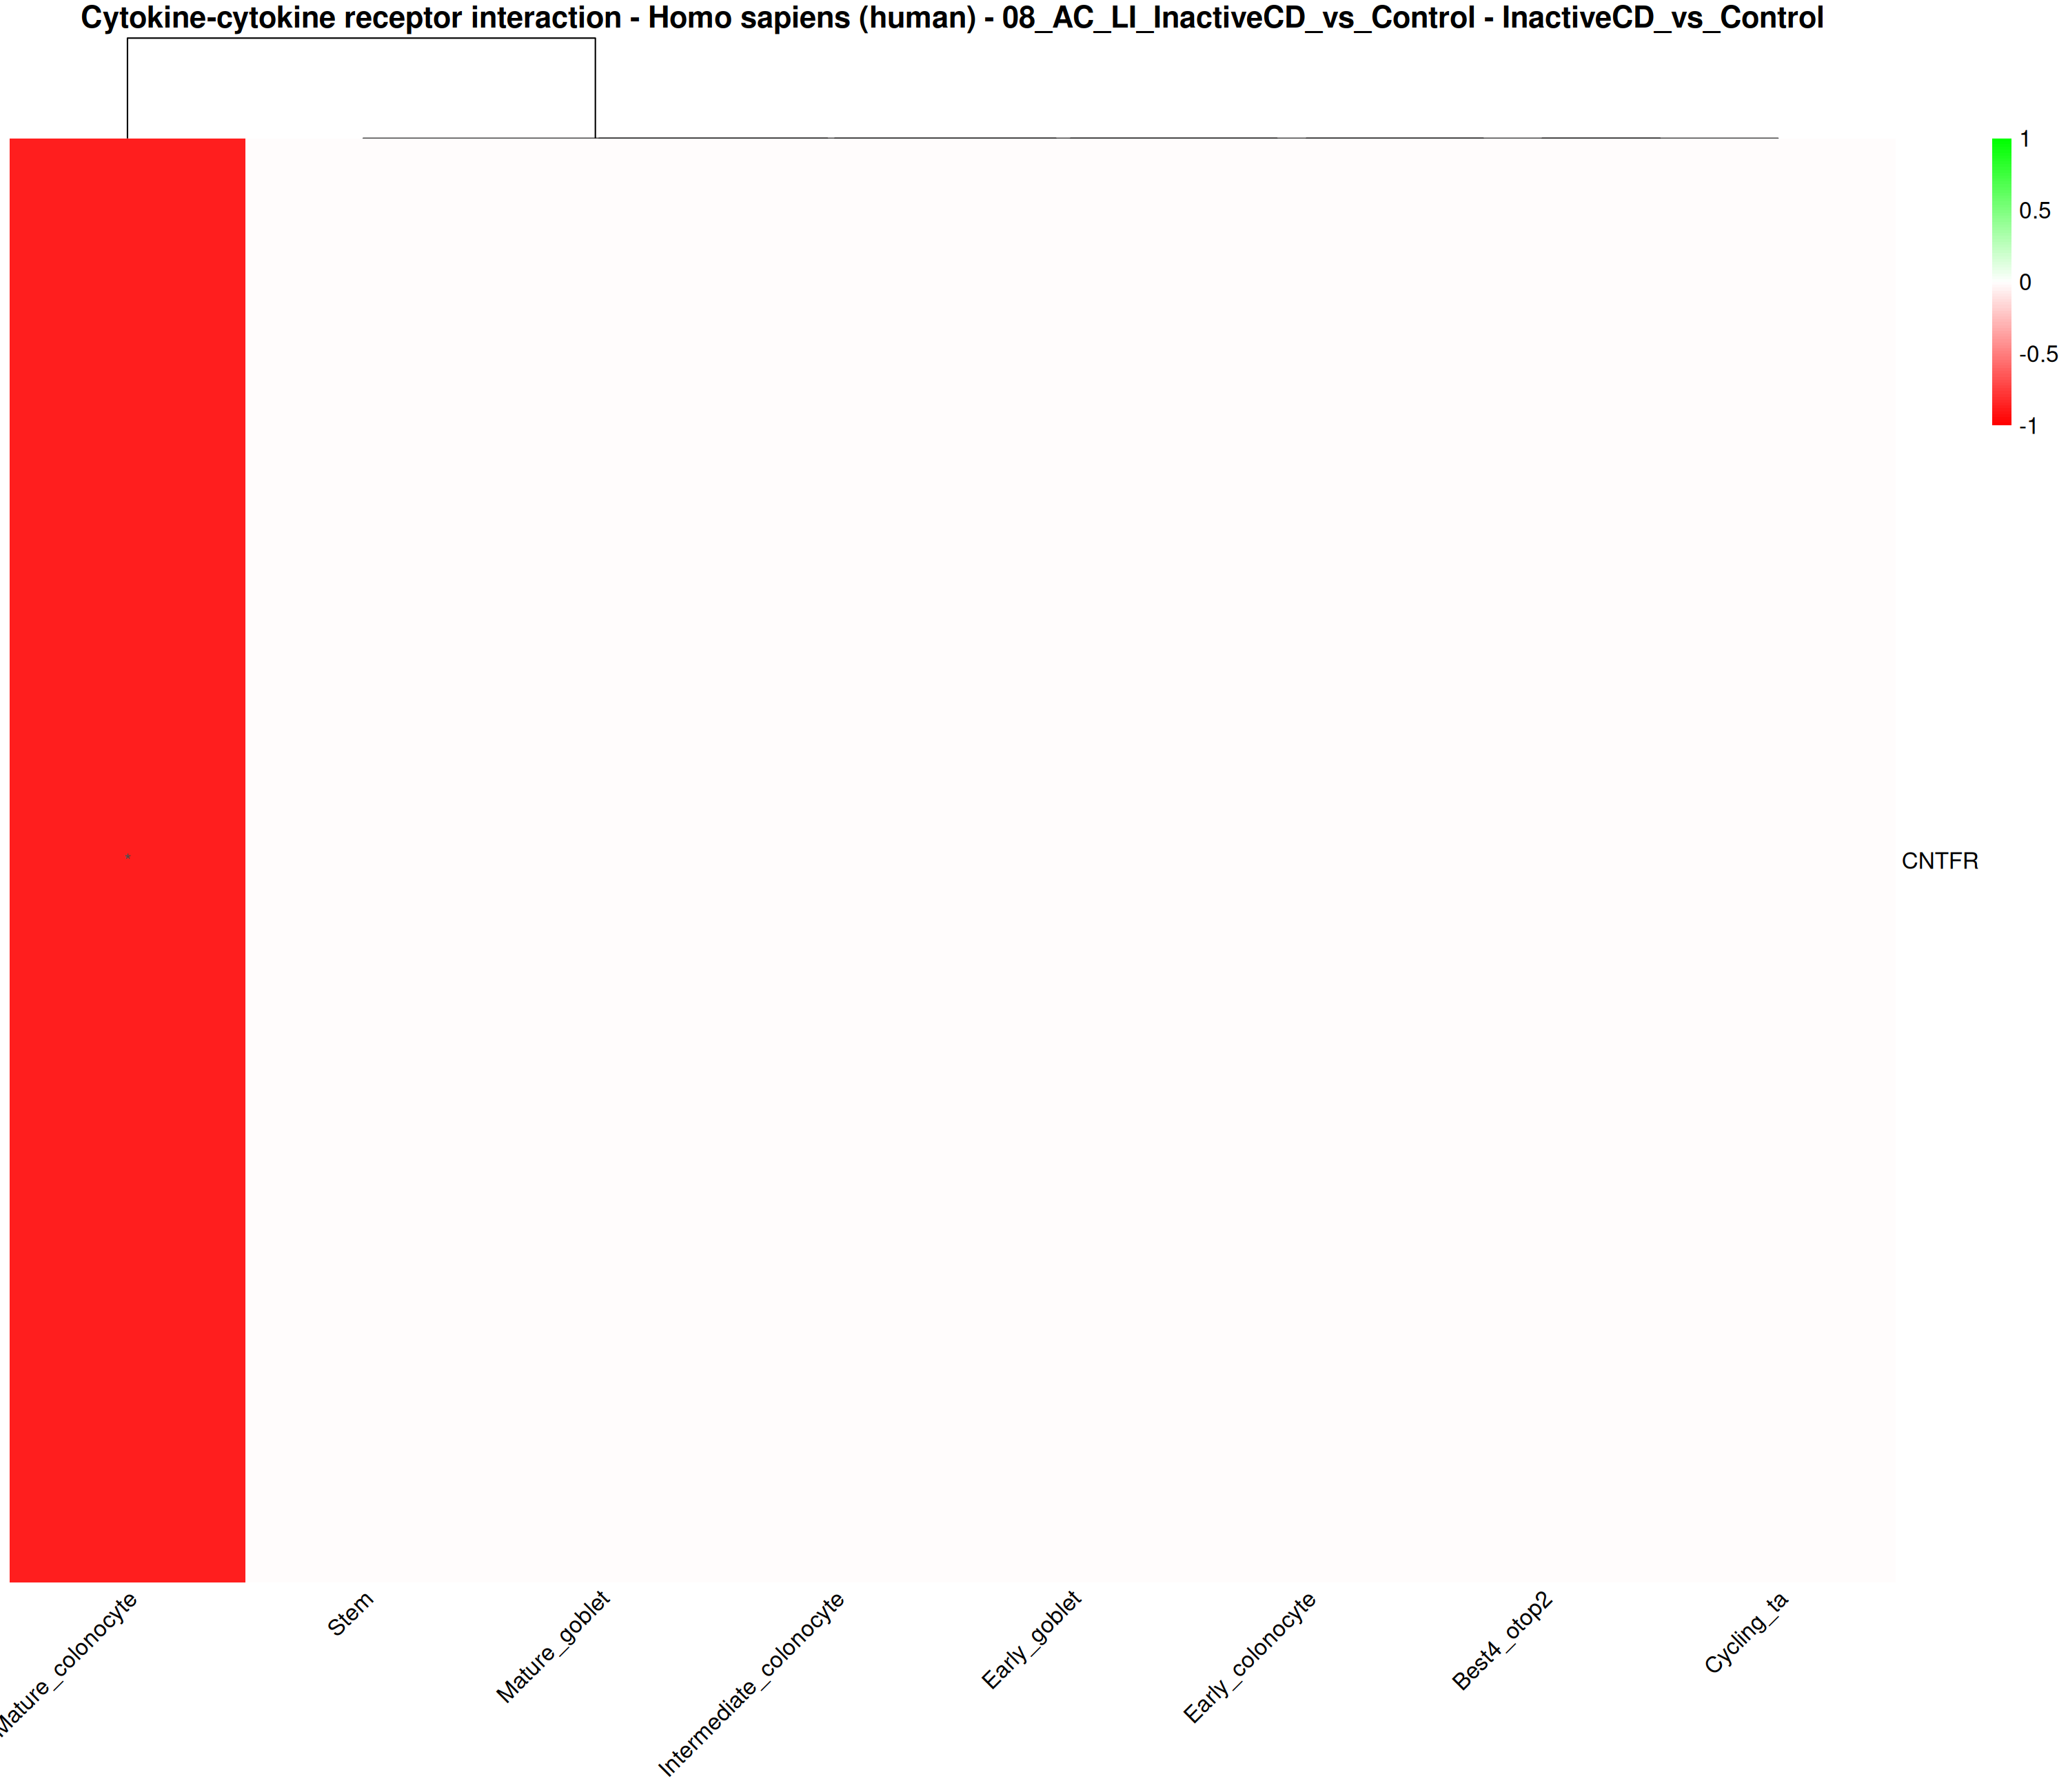 Cytokine-cytokine receptor interaction - Homo sapiens (human) - 08_AC_LI_InactiveCD_vs_Control - InactiveCD_vs_Control
1
0.5
0
-0.5
-1
*
CNTFR
Mature_colonocyte
Stem
Mature_goblet
Intermediate_colonocyte
Early_goblet
Early_colonocyte
Best4_otop2
Cycling_ta